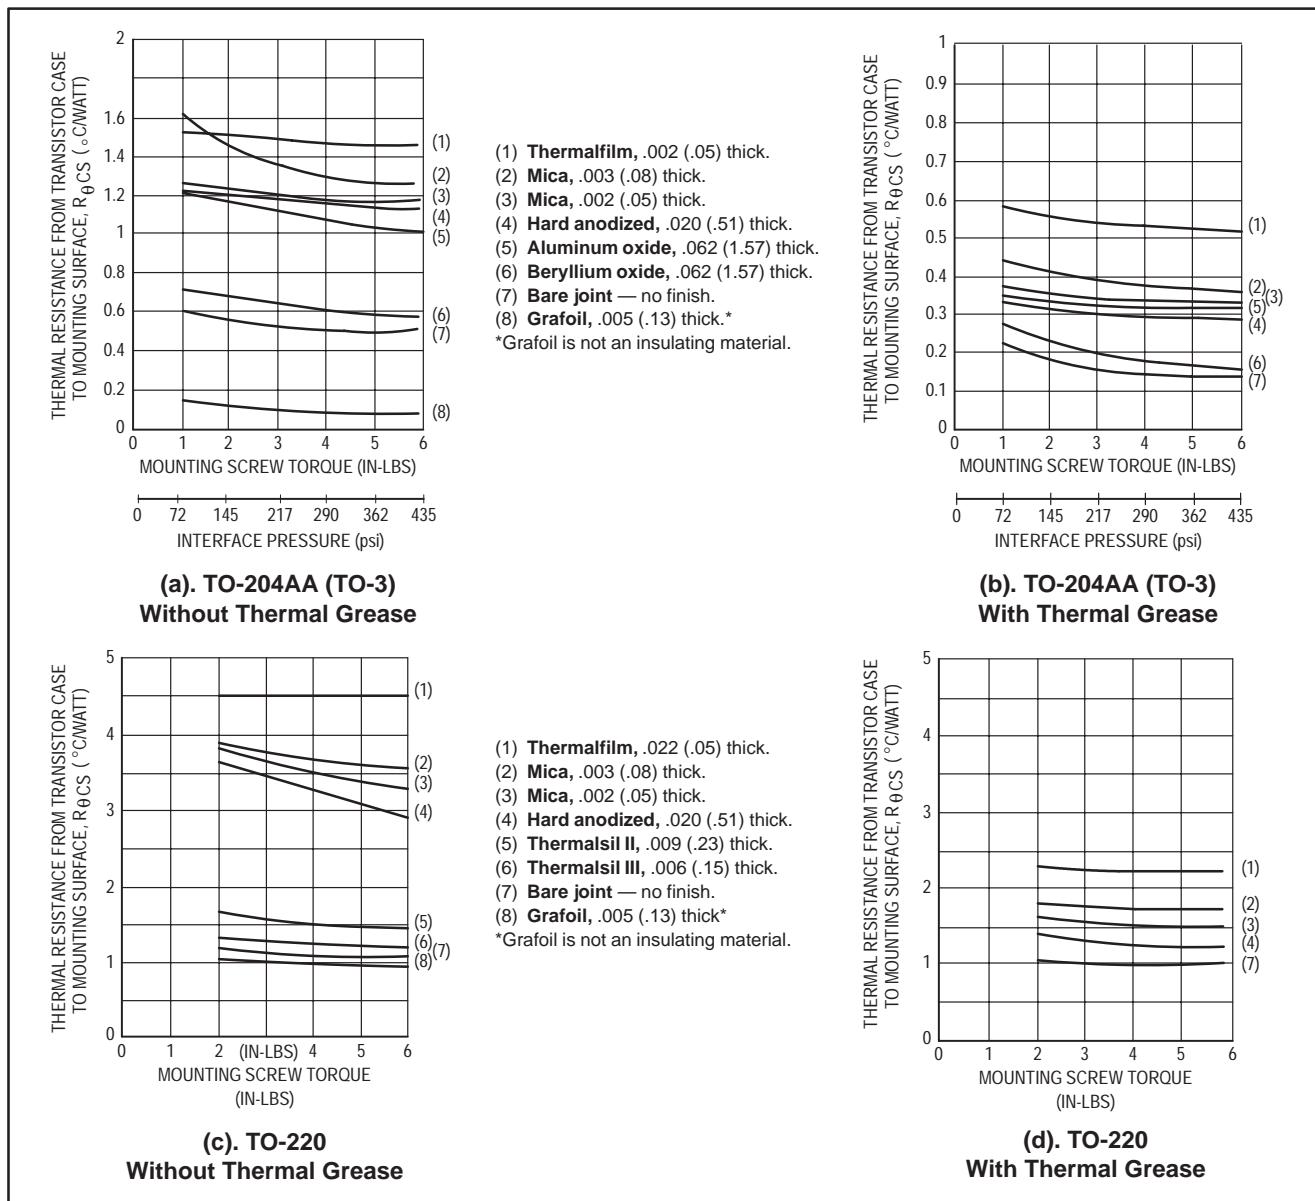 THERMAL RESISTANCE FROM TRANSISTOR CASE
TO MOUNTING SURFACE, RθCS (°C/WATT)
2
1.6
1.4
1.2
1
0.8
0.6
0.4
0.2
0
0 1 2 3 4 5 6
(1)
(2)
(3)
(4)
(5)
(6)
(7)
(8)
MOUNTING SCREW TORQUE (IN-LBS)
0 72 145 217 290 362 435
INTERFACE PRESSURE (psi)
(a). TO-204AA (TO-3)
Without Thermal Grease
(1) Thermalfilm, .002 (.05) thick.
(2) Mica, .003 (.08) thick.
(3) Mica, .002 (.05) thick.
(4) Hard anodized, .020 (.51) thick.
(5) Aluminum oxide, .062 (1.57) thick.
(6) Beryllium oxide, .062 (1.57) thick.
(7) Bare joint — no finish.
(8) Grafoil, .005 (.13) thick.*
*Grafoil is not an insulating material.
THERMAL RESISTANCE FROM TRANSISTOR CASE
TO MOUNTING SURFACE, RθCS (°C/WATT)
1
0.9
0.8
0.7
0.6
0.5
0.4
0.3
0.2
0.1
0
0 1 2 3 4 5 6
(1)
(2)
(3)
(5)
(4)
(6)
(7)
MOUNTING SCREW TORQUE (IN-LBS)
0 72 145 217 290 362 435
INTERFACE PRESSURE (psi)
(b). TO-204AA (TO-3)
With Thermal Grease
THERMAL RESISTANCE FROM TRANSISTOR CASE
TO MOUNTING SURFACE, RθCS (°C/WATT)
5
4
3
2
1
0
0 1 2 (IN-LBS) 4 5 6
(1)
(2)
(3)
(4)
(5)
(6)
(7)
(8)
MOUNTING SCREW TORQUE
(IN-LBS)
(c). TO-220
Without Thermal Grease
(1) Thermalfilm, .022 (.05) thick.
(2) Mica, .003 (.08) thick.
(3) Mica, .002 (.05) thick.
(4) Hard anodized, .020 (.51) thick.
(5) Thermalsil II, .009 (.23) thick.
(6) Thermalsil III, .006 (.15) thick.
(7) Bare joint — no finish.
(8) Grafoil, .005 (.13) thick*
*Grafoil is not an insulating material.
THERMAL RESISTANCE FROM TRANSISTOR CASE
TO MOUNTING SURFACE, RθCS (°C/WATT)
5
4
3
2
1
0
0 1 2 3 4 5 6
(1)
(2)
(3)
(4)
(7)
MOUNTING SCREW TORQUE
(IN-LBS)
(d). TO-220
With Thermal Grease